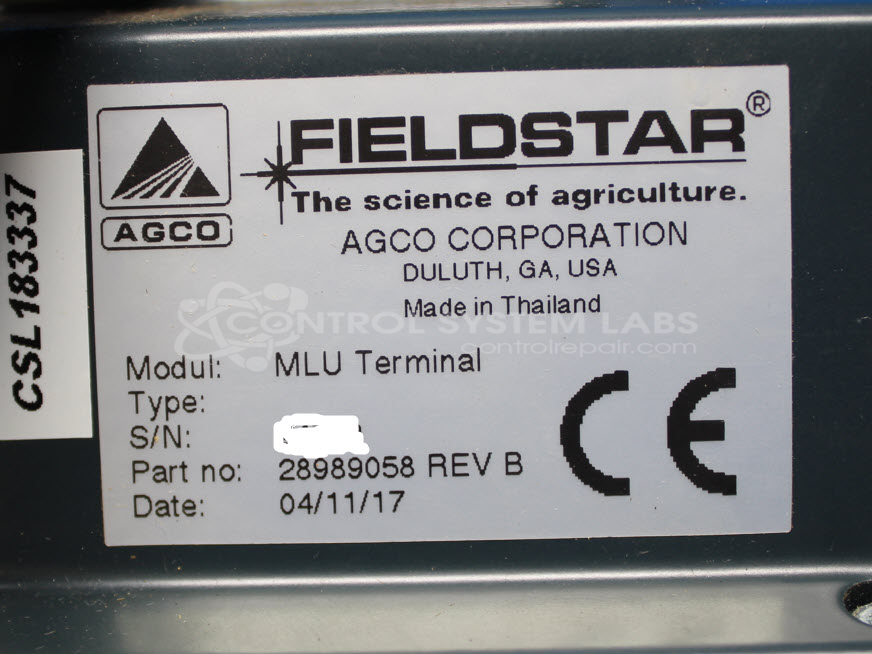 CSL183337
AGCO
FIELDSTAR®
The science of agriculture.
AGCO CORPORATION
DULUTH, GA, USA
Made in Thailand
CONTROL SYSTEM LABS
controlrepair.com
Modul: MLU Terminal
Type:
S/N:
Part no: 28989058 REV B
Date: 04/11/17
CE